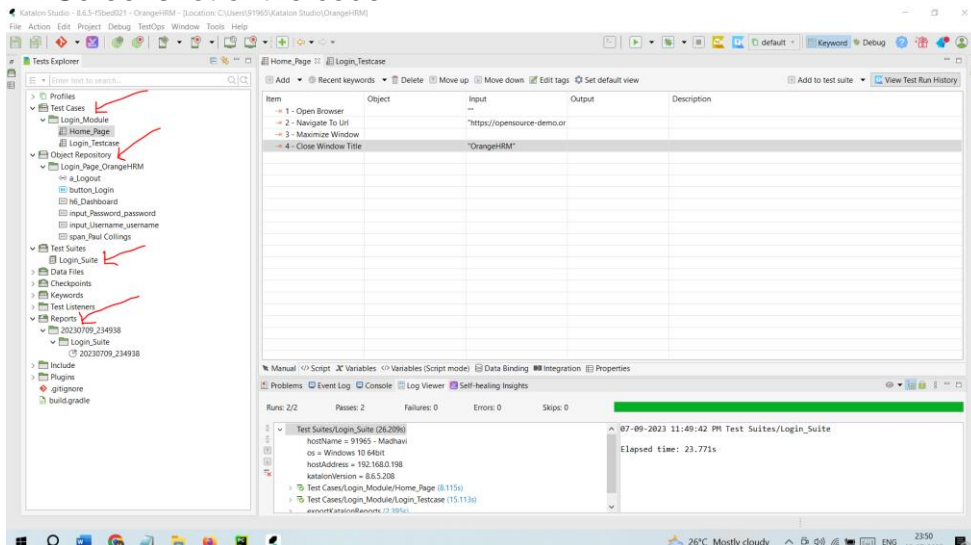 Katalon Studio - 8.6.5-f5bed021 - OrangeHRM - [Location: C:\Users\91965\Katalon Studio\OrangeHRM]
File Action Edit Project Debug TestOps Window Tools Help
default Keyword Debug
Tests Explorer
Enter text to search...
Profiles
Test Cases
Login_Module
Home_Page
Login_Testcase
Object Repository
Login_Page_OrangeHRM
a_Logout
button_Login
h6_Dashboard
input_Password_password
input_Username_username
span_Paul Collings
Test Suites
Login_Suite
Data Files
Checkpoints
Keywords
Test Listeners
Reports
20230709_234938
Login_Suite
20230709_234938
Include
Plugins
.gitignore
build.gradle
Home_Page Login_Testcase
Add Recent keywords Delete Move up Move down Edit tags Set default view Add to test suite View Test Run History
Item Object Input Output Description
1 - Open Browser ""
2 - Navigate To Url "https://opensource-demo.or
3 - Maximize Window
4 - Close Window Title "OrangeHRM"
Manual Script Variables Variables (Script mode) Data Binding Integration Properties
Problems Event Log Console Log Viewer Self-healing Insights
Runs: 2/2 Passes: 2 Failures: 0 Errors: 0 Skips: 0
Test Suites/Login_Suite (26.209s)
hostName = 91965 - Madhavi
os = Windows 10 64bit
hostAddress = 192.168.0.198
katalonVersion = 8.6.5.208
Test Cases/Login_Module/Home_Page (8.115s)
Test Cases/Login_Module/Login_Testcase (15.113s)
exportKatalonReports (2.395s)
07-09-2023 11:49:42 PM Test Suites/Login_Suite
Elapsed time: 23.771s
26°C Mostly cloudy ENG 23:50